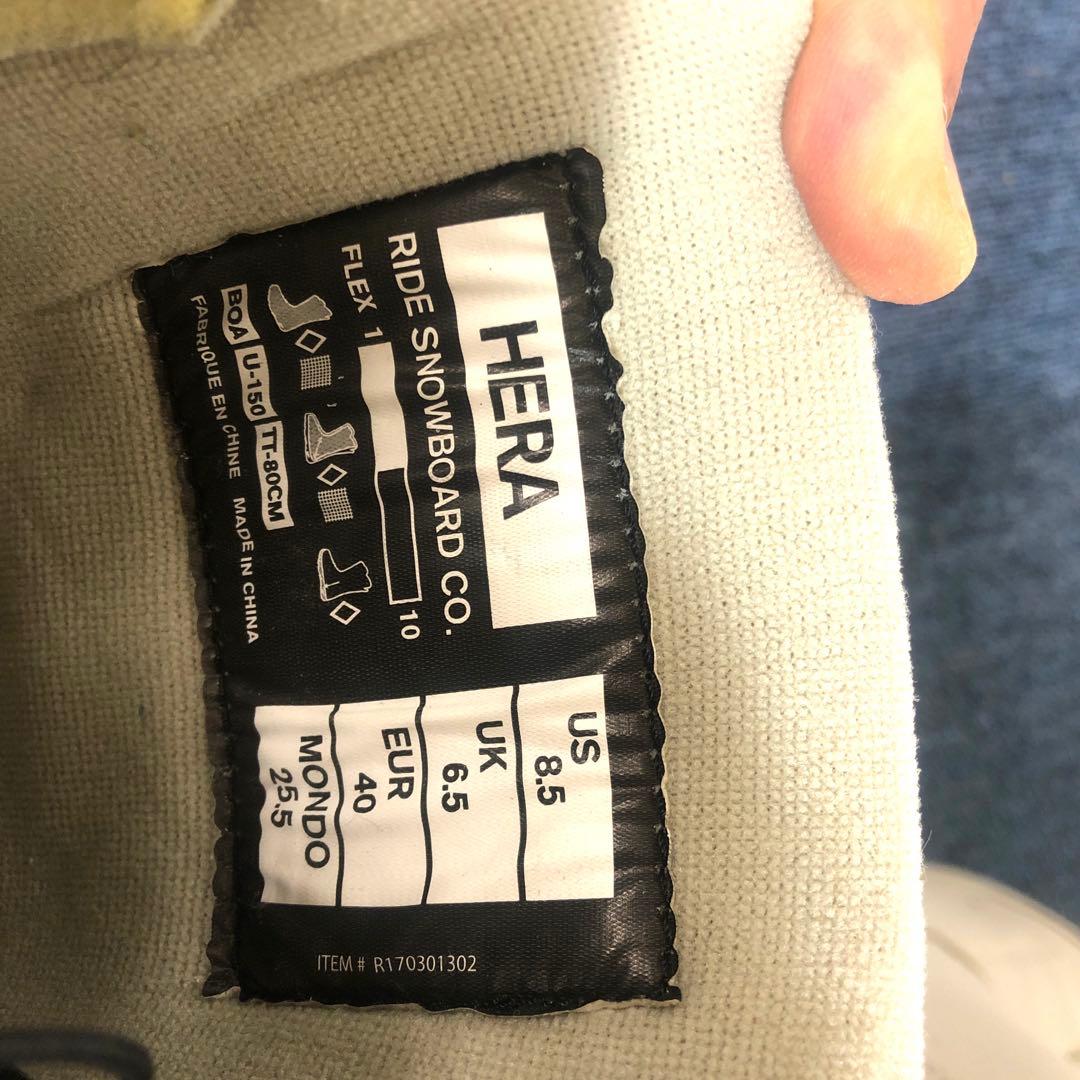 HERA
RIDE SNOWBOARD CO.
FLEX 1 10
BOA U-150 TT-80CM
FABRIQUE EN CHINE MADE IN CHINA
US
8.5
UK
6.5
EUR
40
MONDO
25.5
ITEM # R170301302